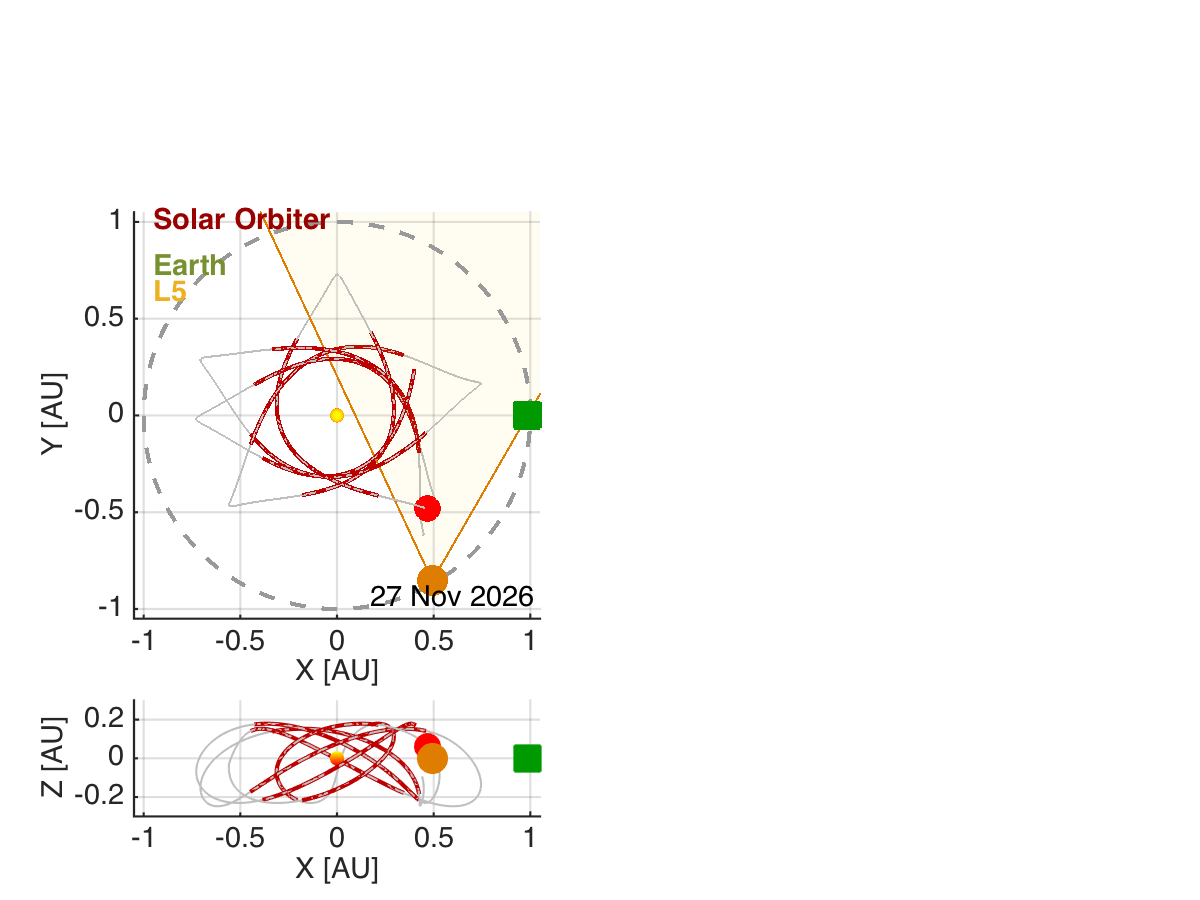 Solar Orbiter
Earth
L5
27 Nov 2026
1
0.5
0
-0.5
-1
Y [AU]
-1 -0.5 0 0.5 1
X [AU]
0.2
0
-0.2
Z [AU]
-1 -0.5 0 0.5 1
X [AU]